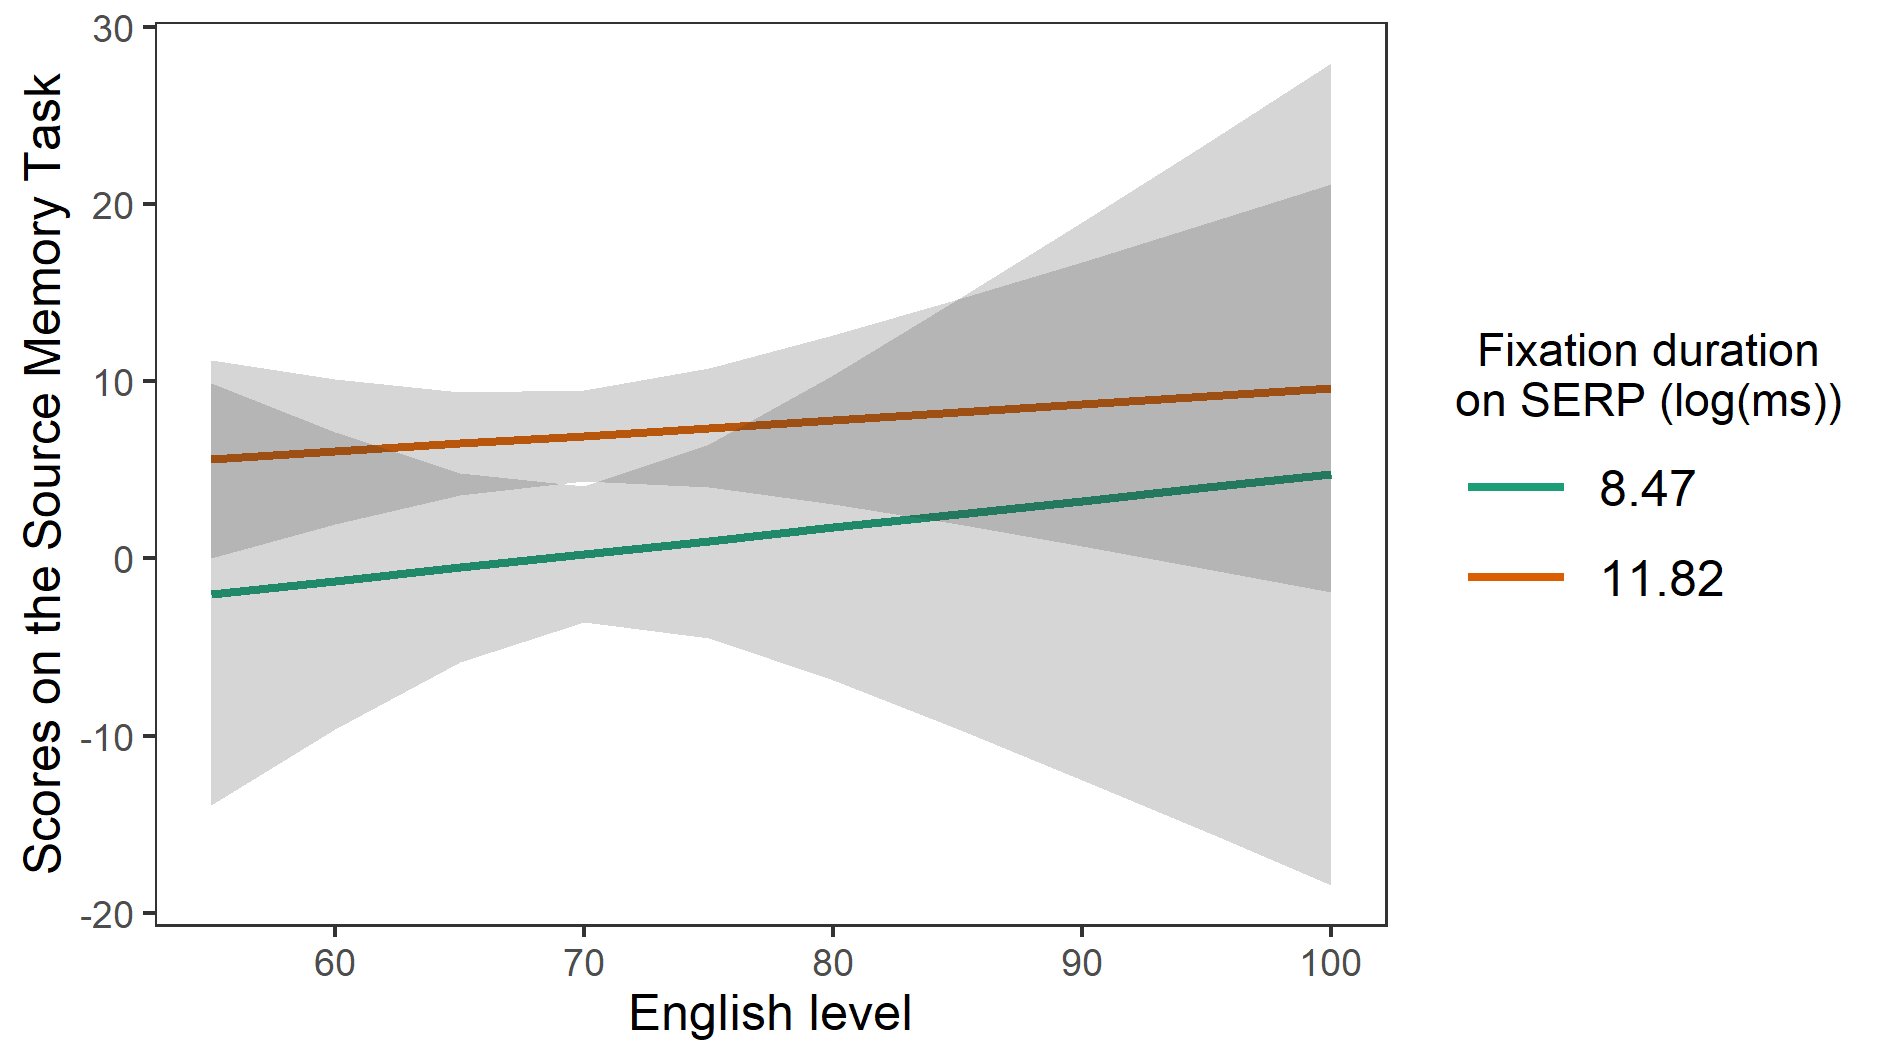 Scores on the Source Memory Task
30
20
10
0
-10
-20
60 70 80 90 100
English level
Fixation duration
on SERP (log(ms))
8.47
11.82